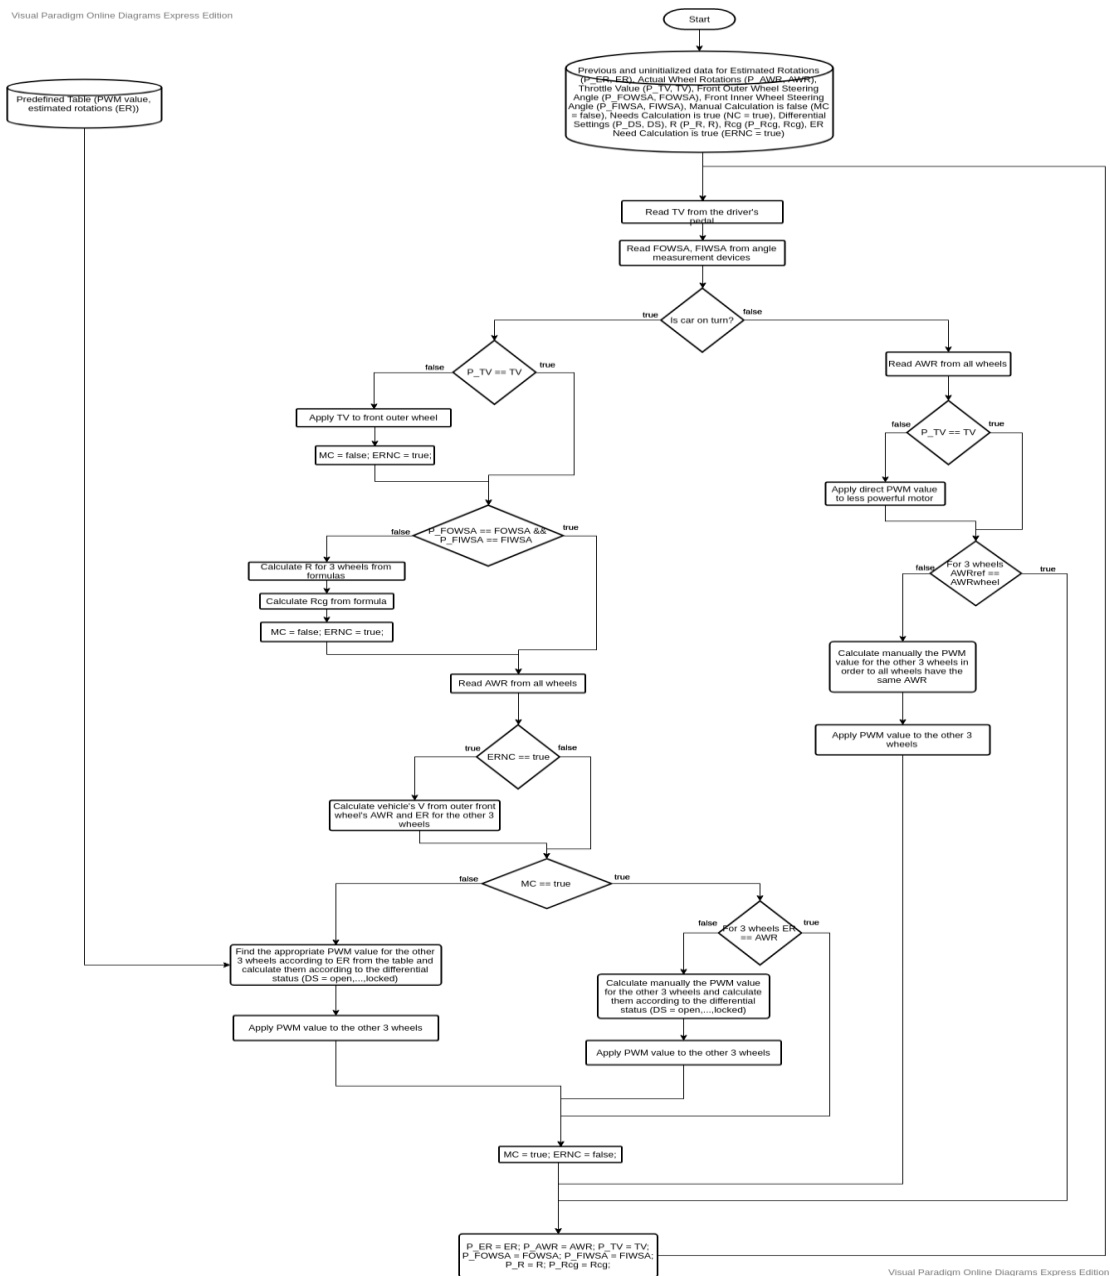 Visual Paradigm Online Diagrams Express Edition
Start
Previous and uninitialized data for Estimated Rotations
(P_ER, ER), Actual Wheel Rotations (P_AWR, AWR),
Throttle Value (P_TV, TV), Front Outer Wheel Steering
Angle (P_FOWSA, FOWSA), Front Inner Wheel Steering
Angle (P_FIWSA, FIWSA), Manual Calculation is false (MC
= false), Needs Calculation is true (NC = true), Differential
Settings (P_DS, DS), R (P_R, R), Rcg (P_Rcg, Rcg), ER
Need Calculation is true (ERNC = true)
Predefined Table (PWM value,
estimated rotations (ER))
Read TV from the driver's
pedal
Read FOWSA, FIWSA from angle
measurement devices
Is car on turn?
true
false
P_TV == TV
false
true
Apply TV to front outer wheel
MC = false; ERNC = true;
P_FOWSA == FOWSA &&
P_FIWSA == FIWSA
false
true
Calculate R for 3 wheels from
formulas
Calculate Rcg from formula
MC = false; ERNC = true;
Read AWR from all wheels
ERNC == true
true
false
Calculate vehicle's V from outer front
wheel's AWR and ER for the other 3
wheels
MC == true
false
true
Find the appropriate PWM value for the other
3 wheels according to ER from the table and
calculate them according to the differential
status (DS = open,...,locked)
Apply PWM value to the other 3 wheels
For 3 wheels ER
== AWR
false
true
Calculate manually the PWM value
for the other 3 wheels and calculate
them according to the differential
status (DS = open,...,locked)
Apply PWM value to the other 3 wheels
Read AWR from all wheels
P_TV == TV
false
true
Apply direct PWM value
to less powerful motor
For 3 wheels
AWRref ==
AWRwheel
false
true
Calculate manually the PWM
value for the other 3 wheels in
order to all wheels have the
same AWR
Apply PWM value to the other 3
wheels
MC = true; ERNC = false;
P_ER = ER; P_AWR = AWR; P_TV = TV;
P_FOWSA = FOWSA; P_FIWSA = FIWSA;
P_R = R; P_Rcg = Rcg;
Visual Paradigm Online Diagrams Express Edition